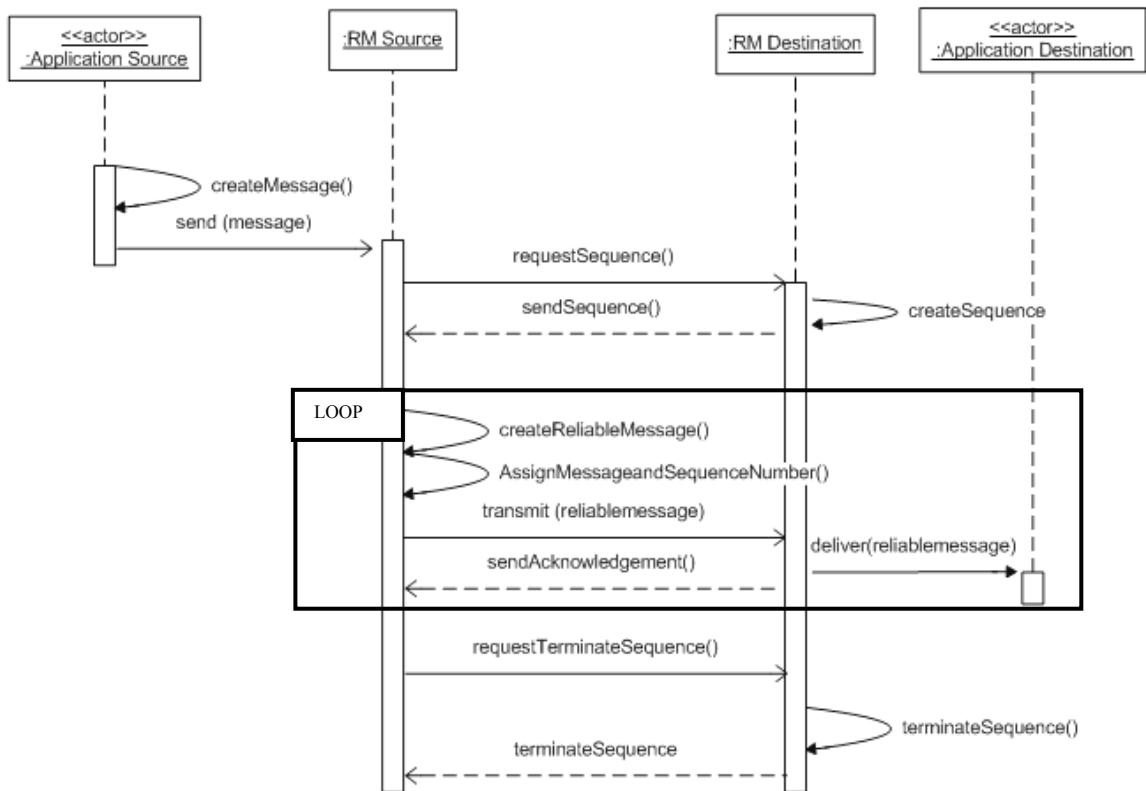 <<actor>>
:Application Source
:RM Source
:RM Destination
<<actor>>
:Application Destination
createMessage()
send (message)
requestSequence()
sendSequence()
createSequence
LOOP
createReliableMessage()
AssignMessageandSequenceNumber()
transmit (reliablemessage)
deliver(reliablemessage)
sendAcknowledgement()
requestTerminateSequence()
terminateSequence()
terminateSequence